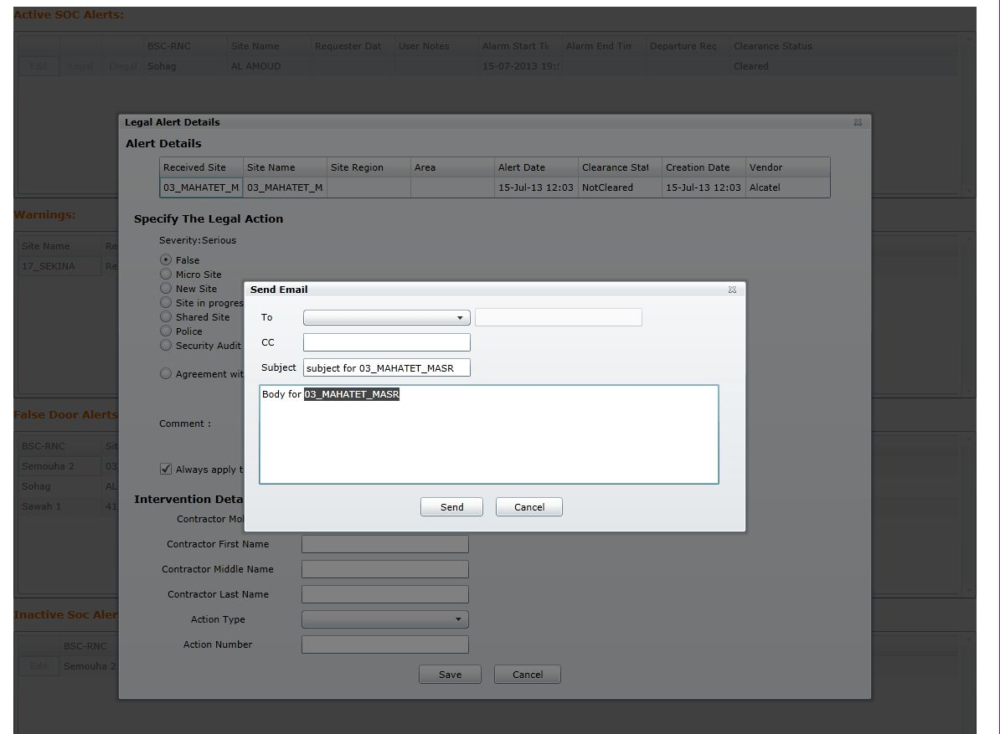 Active SOC Alerts:
BSC-RNC Site Name Requester Dat User Notes Alarm Start Ti Alarm End Tim Departure Req Clearance Status
Edit Legal Illegal Sohag AL AMOUD 15-07-2013 19:5 Cleared
Legal Alert Details
Alert Details
Received Site Site Name Site Region Area Alert Date Clearance Stat Creation Date Vendor
03_MAHATET_M 03_MAHATET_M 15-Jul-13 12:03 NotCleared 15-Jul-13 12:03 Alcatel
Warnings:
Specify The Legal Action
Site Name Re
Severity:Serious
17_SEKINA Re
False
Micro Site
New Site
Site in progres
Shared Site
Police
Security Audit
Agreement wit
Send Email
To
CC
Subject subject for 03_MAHATET_MASR
Body for 03_MAHATET_MASR
Send Cancel
False Door Alerts
Comment :
BSC-RNC Sit
Semouha 2 03
Always apply t
Sohag AL
Intervention Deta
Sawah 1 41
Contractor Mol
Contractor First Name
Contractor Middle Name
Contractor Last Name
Inactive Soc Aler
Action Type
BSC-RNC
Action Number
Edit Semouha 2
Save Cancel